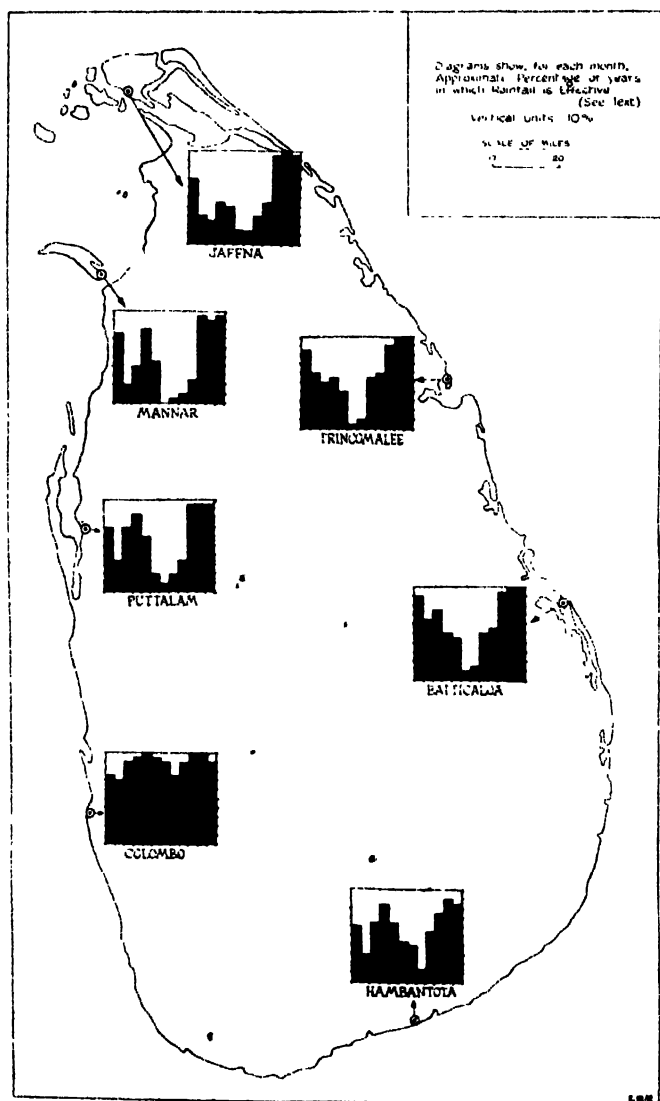 Diagrams show, for each month,
Approximate Percentage of years
in which Rainfall is Effective
(See Text)
Vertical units 10%
SCALE OF MILES
0 20
JAFFNA
MANNAR
TRINCOMALEE
PUTTALAM
BATTICALOA
COLOMBO
HAMBANTOTA